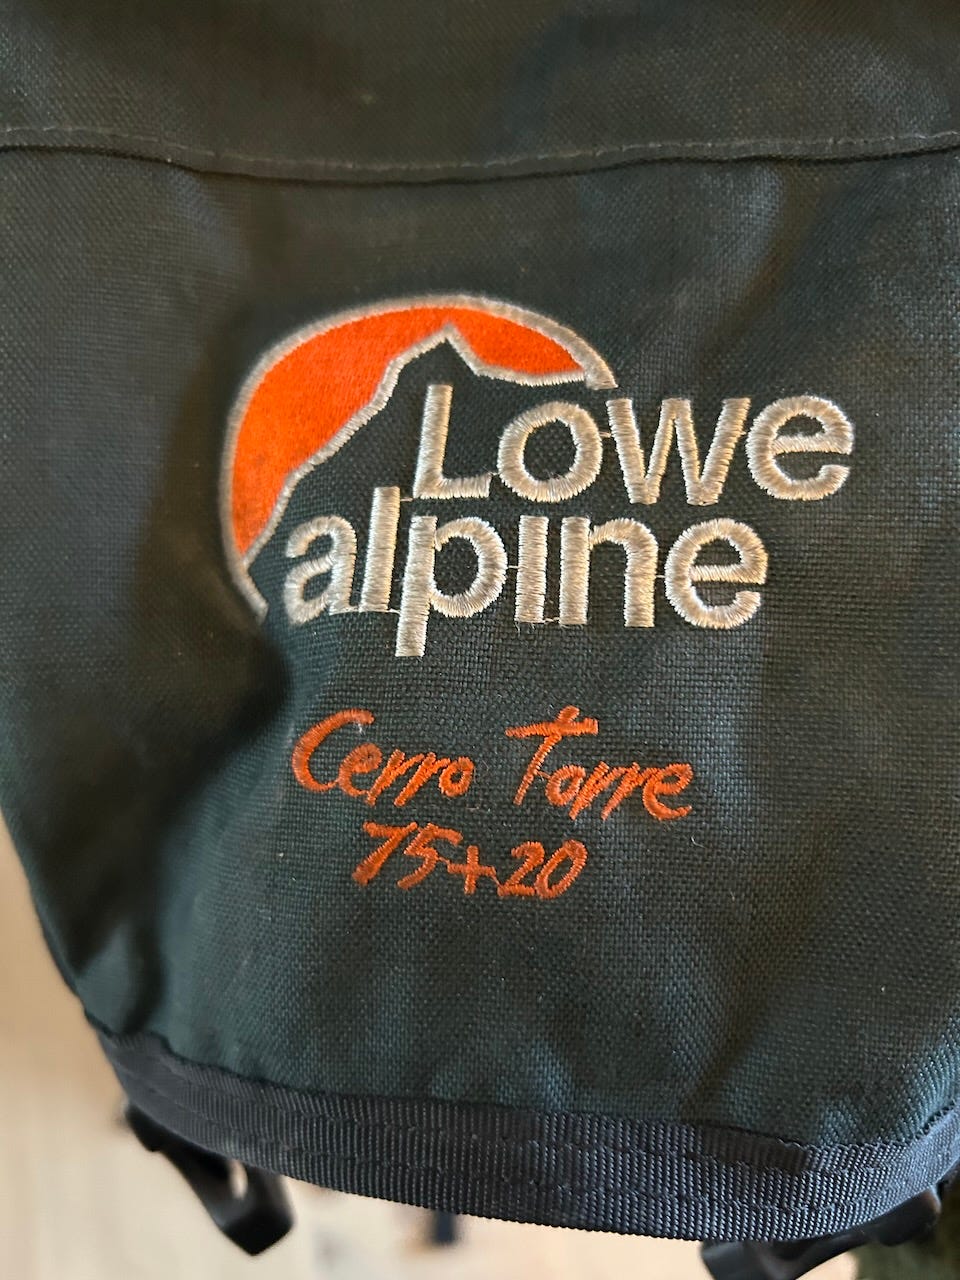 Lowe
alpine
Cerro Torre
75+20